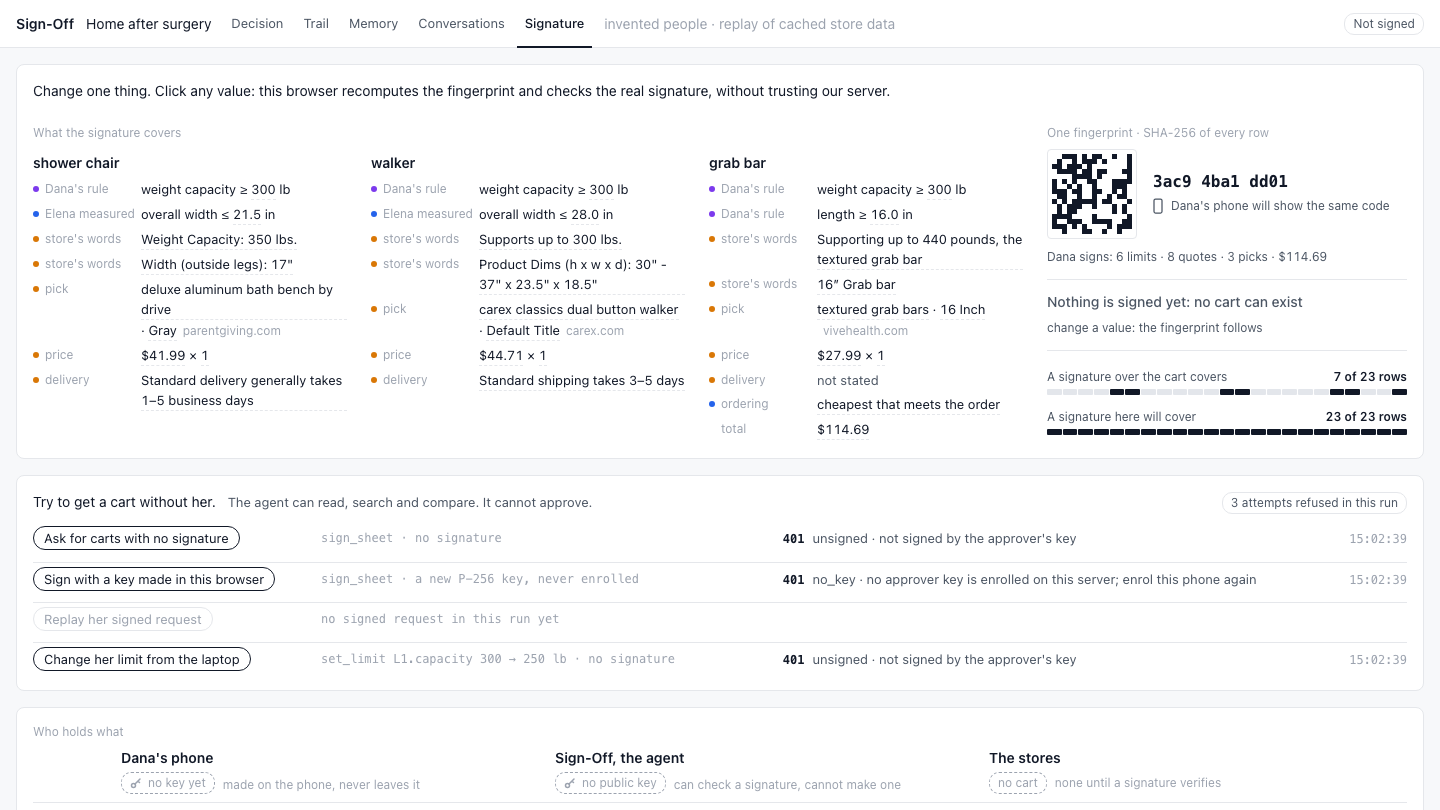 Sign-Off Home after surgery Decision Trail Memory Conversations Signature invented people · replay of cached store data Not signed
Change one thing. Click any value: this browser recomputes the fingerprint and checks the real signature, without trusting our server.
What the signature covers
shower chair
Dana's rule weight capacity ≥ 300 lb
Elena measured overall width ≤ 21.5 in
store's words Weight Capacity: 350 lbs.
store's words Width (outside legs): 17"
pick deluxe aluminum bath bench by
drive
· Gray parentgiving.com
price $41.99 × 1
delivery Standard delivery generally takes
1–5 business days
walker
Dana's rule weight capacity ≥ 300 lb
Elena measured overall width ≤ 28.0 in
store's words Supports up to 300 lbs.
store's words Product Dims (h x w x d): 30" -
37" x 23.5" x 18.5"
pick carex classics dual button walker
· Default Title carex.com
price $44.71 × 1
delivery Standard shipping takes 3–5 days
grab bar
Dana's rule weight capacity ≥ 300 lb
Dana's rule length ≥ 16.0 in
store's words Supporting up to 440 pounds, the
textured grab bar
store's words 16″ Grab bar
pick textured grab bars · 16 Inch
vivehealth.com
price $27.99 × 1
delivery not stated
ordering cheapest that meets the order
total $114.69
One fingerprint · SHA-256 of every row
3ac9 4ba1 dd01
Dana's phone will show the same code
Dana signs: 6 limits · 8 quotes · 3 picks · $114.69
Nothing is signed yet: no cart can exist
change a value: the fingerprint follows
A signature over the cart covers 7 of 23 rows
A signature here will cover 23 of 23 rows
Try to get a cart without her. The agent can read, search and compare. It cannot approve. 3 attempts refused in this run
Ask for carts with no signature sign_sheet · no signature 401 unsigned · not signed by the approver's key 15:02:39
Sign with a key made in this browser sign_sheet · a new P-256 key, never enrolled 401 no_key · no approver key is enrolled on this server; enrol this phone again 15:02:39
Replay her signed request no signed request in this run yet
Change her limit from the laptop set_limit L1.capacity 300 → 250 lb · no signature 401 unsigned · not signed by the approver's key 15:02:39
Who holds what
Dana's phone Sign-Off, the agent The stores
no key yet made on the phone, never leaves it no public key can check a signature, cannot make one no cart none until a signature verifies